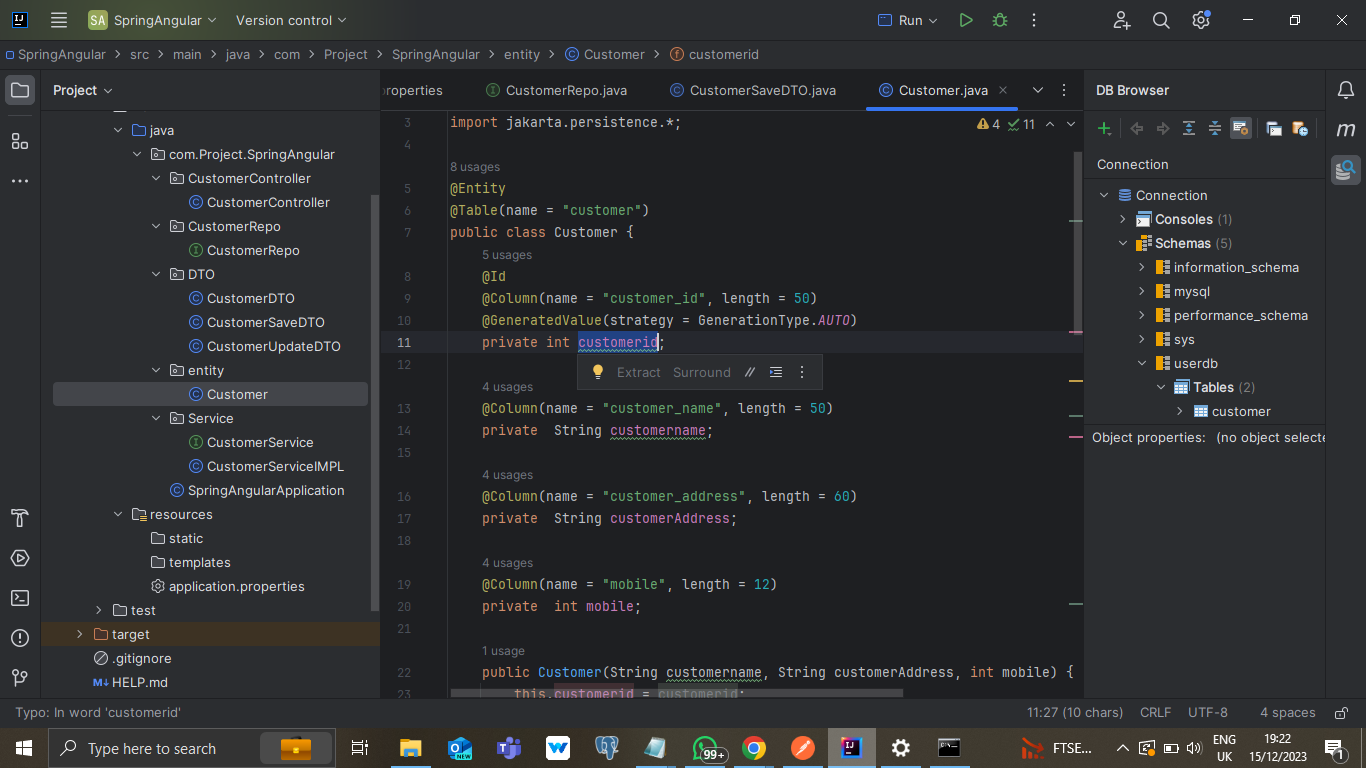 SA SpringAngular Version control Run
SpringAngular > src > main > java > com > Project > SpringAngular > entity > Customer > customerid
Project
java
com.Project.SpringAngular
CustomerController
CustomerController
CustomerRepo
CustomerRepo
DTO
CustomerDTO
CustomerSaveDTO
CustomerUpdateDTO
entity
Customer
Service
CustomerService
CustomerServiceIMPL
SpringAngularApplication
resources
static
templates
application.properties
test
target
.gitignore
HELP.md
roperties CustomerRepo.java CustomerSaveDTO.java Customer.java
4 11
3 import jakarta.persistence.*;
4
8 usages
5 @Entity
6 @Table(name = "customer")
7 public class Customer {
5 usages
8 @Id
9 @Column(name = "customer_id", length = 50)
10 @GeneratedValue(strategy = GenerationType.AUTO)
11 private int customerid;
12
Extract Surround
4 usages
13 @Column(name = "customer_name", length = 50)
14 private  String customername;
15
4 usages
16 @Column(name = "customer_address", length = 60)
17 private  String customerAddress;
18
4 usages
19 @Column(name = "mobile", length = 12)
20 private  int mobile;
21
1 usage
22 public Customer(String customername, String customerAddress, int mobile) {
23 this.customerid = customerid;
DB Browser
Connection
Connection
Consoles (1)
Schemas (5)
information_schema
mysql
performance_schema
sys
userdb
Tables (2)
customer
Object properties: (no object selecte
m
Typo: In word 'customerid' 11:27 (10 chars) CRLF UTF-8 4 spaces
Type here to search
NEW
99+
FTSE...
ENG
UK
19:22
15/12/2023
1